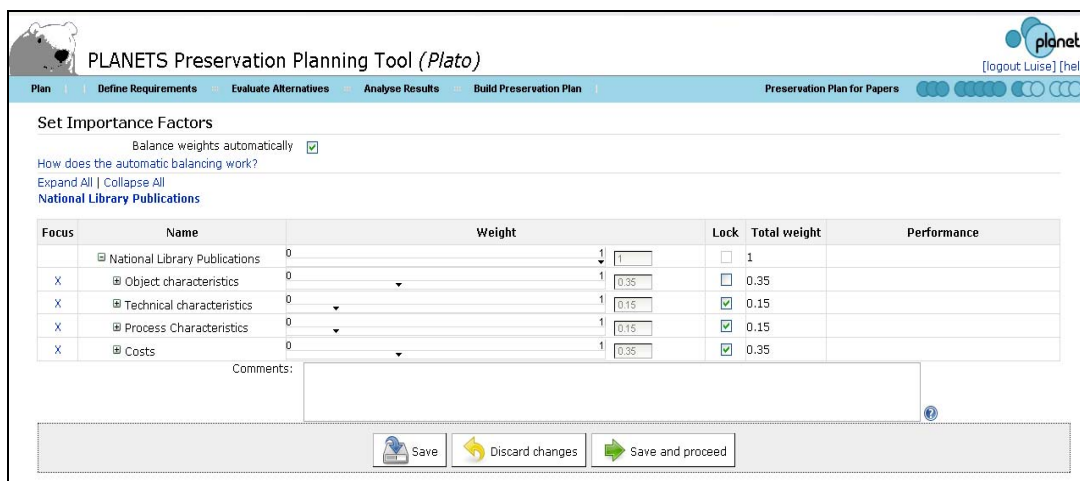 planet
PLANETS Preservation Planning Tool (Plato)
[logout Luise] [hel
Plan Define Requirements Evaluate Alternatives Analyse Results Build Preservation Plan Preservation Plan for Papers
Set Importance Factors
Balance weights automatically
How does the automatic balancing work?
Expand All | Collapse All
National Library Publications
Focus Name Weight Lock Total weight Performance
National Library Publications 0 1 1 1
X Object characteristics 0 1 0.35 0.35
X Technical characteristics 0 1 0.15 0.15
X Process Characteristics 0 1 0.15 0.15
X Costs 0 1 0.35 0.35
Comments:
Save Discard changes Save and proceed